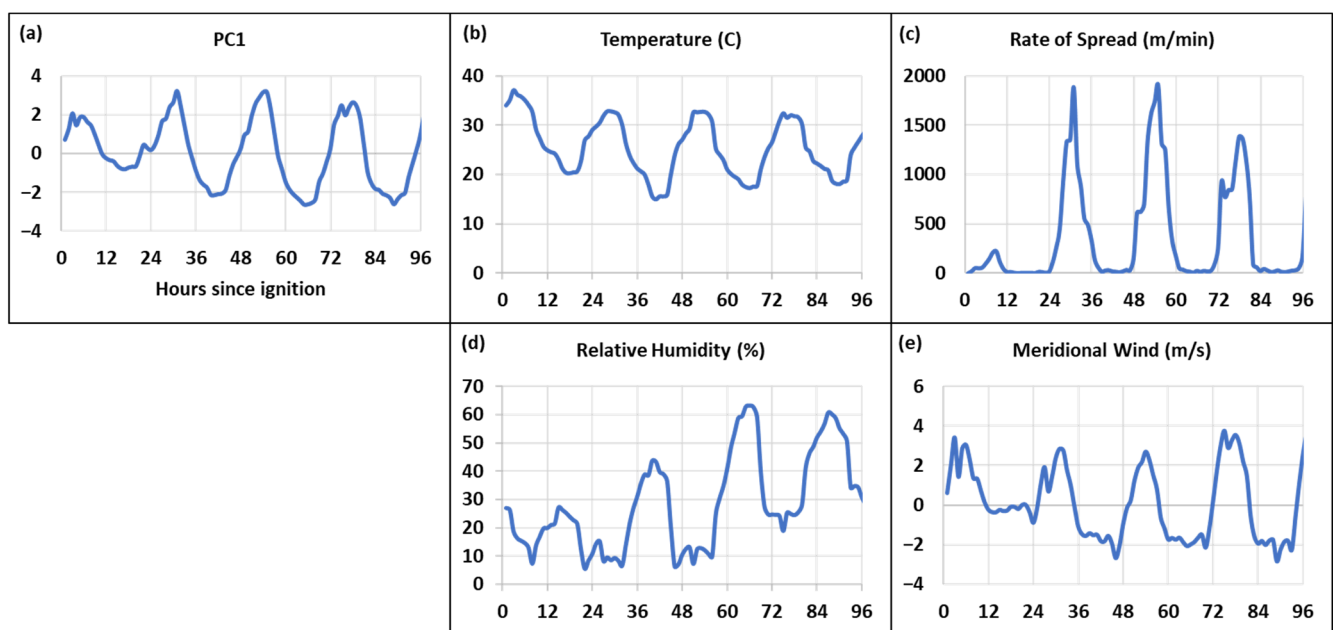 (a) PC1
4
2
0
−2
−4
0 12 24 36 48 60 72 84 96
Hours since ignition
(b) Temperature (C)
40
30
20
10
0
0 12 24 36 48 60 72 84 96
(c) Rate of Spread (m/min)
2000
1500
1000
500
0
0 12 24 36 48 60 72 84 96
(d) Relative Humidity (%)
70
60
50
40
30
20
10
0
0 12 24 36 48 60 72 84 96
(e) Meridional Wind (m/s)
6
4
2
0
−2
−4
0 12 24 36 48 60 72 84 96